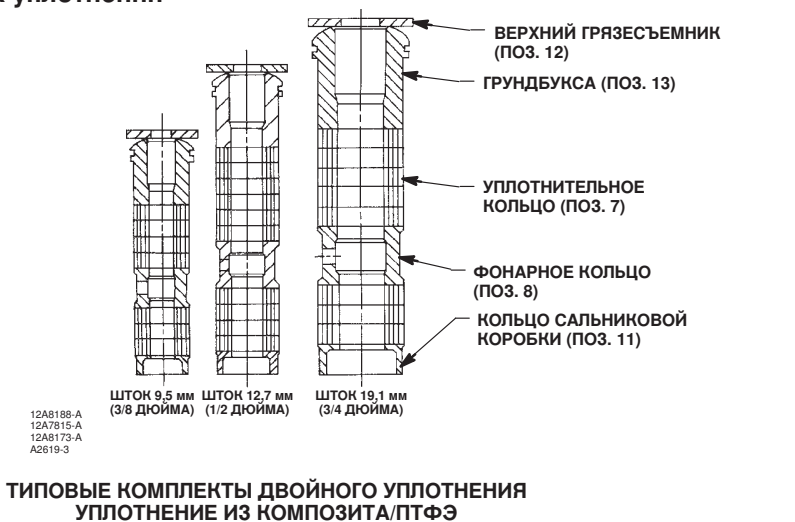 ВЕРХНИЙ ГРЯЗЕСЪЕМНИК
(ПОЗ. 12)
ГРУНДБУКСА (ПОЗ. 13)
УПЛОТНИТЕЛЬНОЕ
КОЛЬЦО (ПОЗ. 7)
ФОНАРНОЕ КОЛЬЦО
(ПОЗ. 8)
КОЛЬЦО САЛЬНИКОВОЙ
КОРОБКИ (ПОЗ. 11)
ШТОК 9,5 мм
(3/8 ДЮЙМА)
ШТОК 12,7 мм
(1/2 ДЮЙМА)
ШТОК 19,1 мм
(3/4 ДЮЙМА)
12A8188-A
12A7815-A
12A8173-A
A2619-3
ТИПОВЫЕ КОМПЛЕКТЫ ДВОЙНОГО УПЛОТНЕНИЯ
УПЛОТНЕНИЕ ИЗ КОМПОЗИТА/ПТФЭ